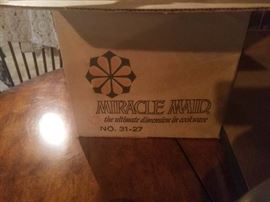 MIRACLE MAID
the ultimate dimension in cookware
NO. 31-27